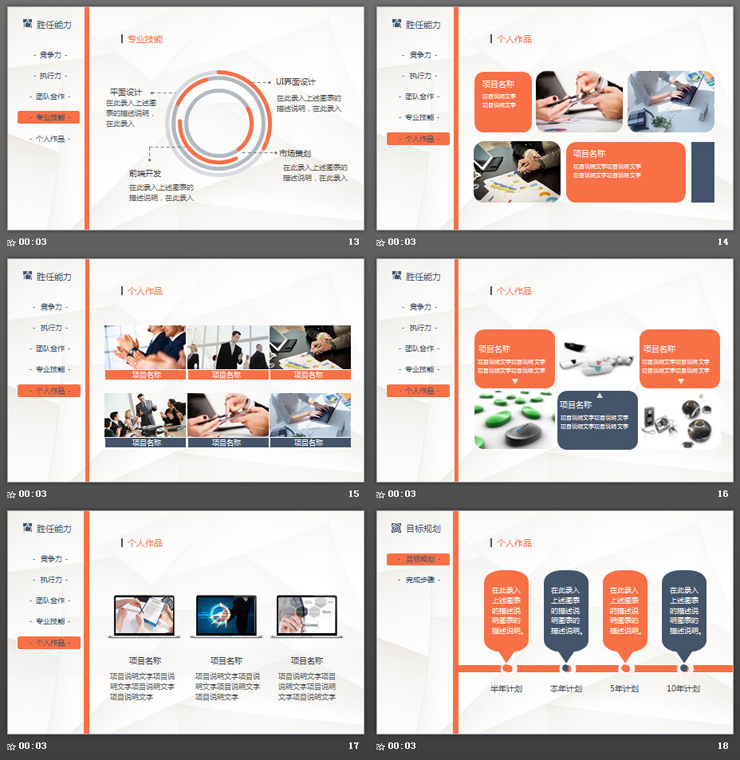 胜任能力
- 竞争力 -
- 执行力 -
- 团队合作 -
- 专业技能 -
- 个人作品 -
专业技能
平面设计
在此录入上述图
表的描述说明，
在此录入
UI界面设计
在此录入上述图表的
描述说明，在此录入
市场策划
在此录入上述图表的
描述说明，在此录入
前端开发
在此录入上述图表的
描述说明，在此录入
00:03
13
胜任能力
- 竞争力 -
- 执行力 -
- 团队合作 -
- 专业技能 -
- 个人作品 -
个人作品
项目名称
项目说明文字
项目说明文字
项目名称
项目说明文字项目说明文字
项目说明文字项目说明文字
00:03
14
胜任能力
- 竞争力 -
- 执行力 -
- 团队合作 -
- 专业技能 -
- 个人作品 -
个人作品
项目名称
项目名称
项目名称
项目名称
项目名称
项目名称
00:03
15
胜任能力
- 竞争力 -
- 执行力 -
- 团队合作 -
- 专业技能 -
- 个人作品 -
个人作品
项目名称
项目说明文字项目说明文字
项目说明文字项目说明文字
项目名称
项目说明文字项目说明文字
项目说明文字项目说明文字
项目名称
项目说明文字项目说明文字
项目说明文字项目说明文字
00:03
16
胜任能力
- 竞争力 -
- 执行力 -
- 团队合作 -
- 专业技能 -
- 个人作品 -
个人作品
项目名称
项目说明文字项目说
明文字项目说明文字
项目说明文字
项目名称
项目说明文字项目说
明文字项目说明文字
项目说明文字
项目名称
项目说明文字项目说
明文字项目说明文字
项目说明文字
00:03
17
目标规划
- 目标规划 -
- 完成步骤 -
个人作品
在此录入
上述图表
的描述说
明图表的
描述说明。
在此录入
上述图表
的描述说
明图表的
描述说明。
在此录入
上述图表
的描述说
明图表的
描述说明。
在此录入
上述图表
的描述说
明图表的
描述说明。
半年计划
本年计划
5年计划
10年计划
00:03
18